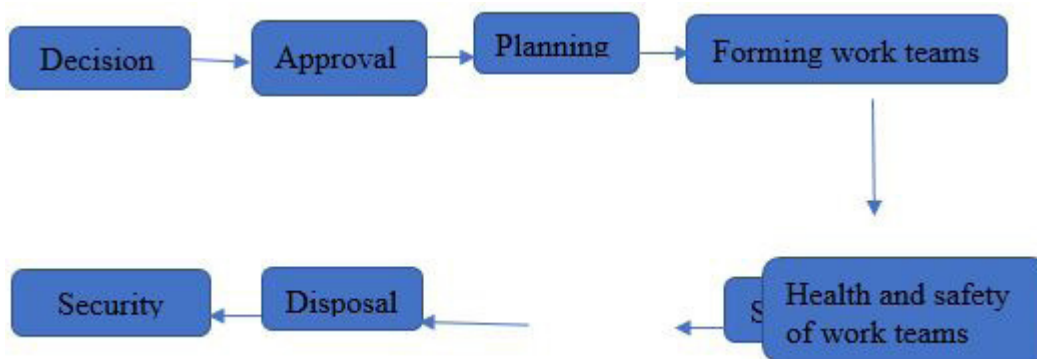 Decision
Approval
Planning
Forming work teams
Health and safety
of work teams
Disposal
Security